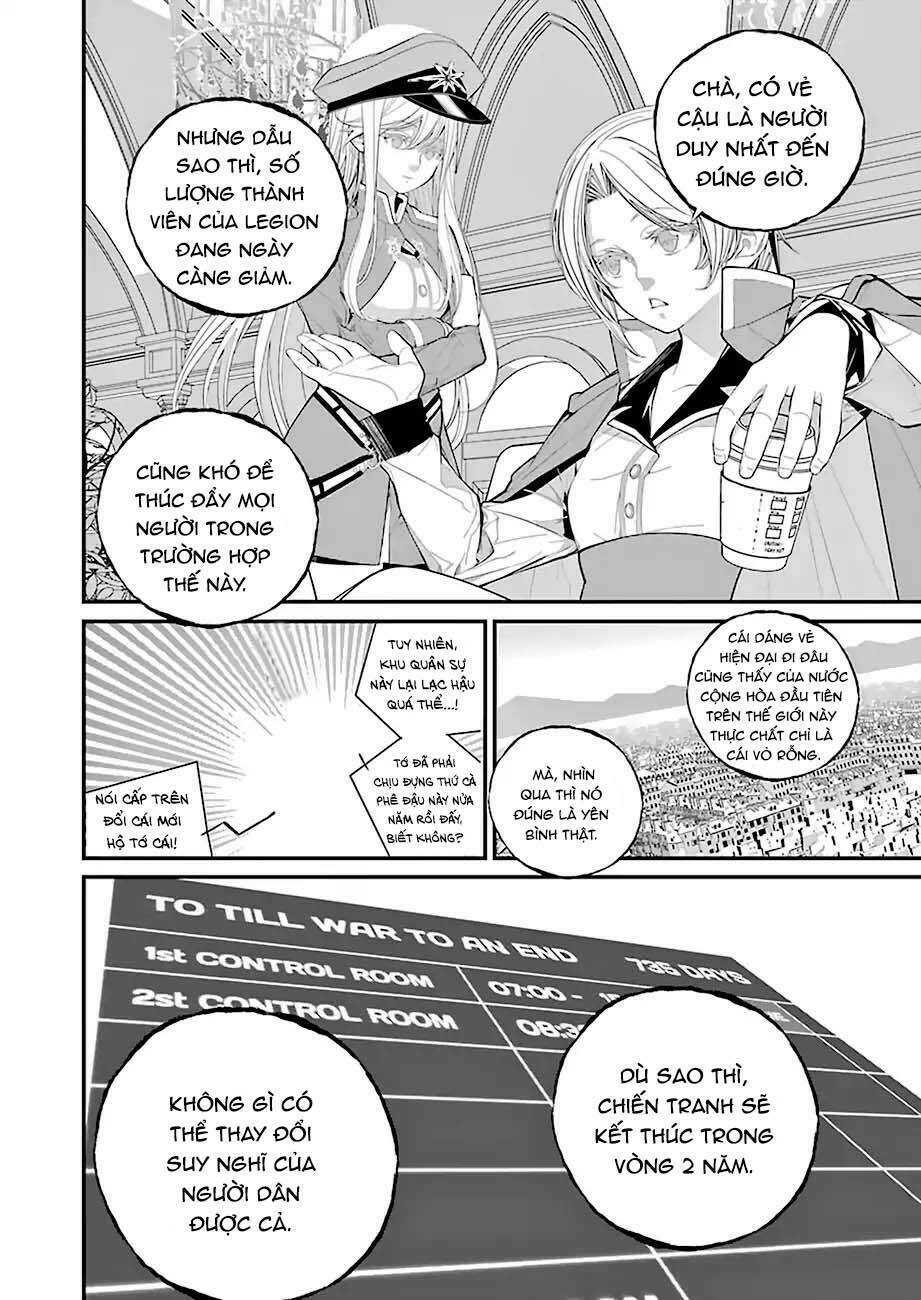 CHÀ, CÓ VẺ
CẬU LÀ NGƯỜI
DUY NHẤT ĐẾN
ĐÚNG GIỜ.
NHƯNG DẪU
SAO THÌ, SỐ
LƯỢNG THÀNH
VIÊN CỦA LEGION
ĐANG NGÀY
CÀNG GIẢM.
CŨNG KHÓ ĐỂ
THÚC ĐẨY MỌI
NGƯỜI TRONG
TRƯỜNG HỢP
THẾ NÀY.
CÁI DÁNG VẺ
HIỆN ĐẠI ĐI ĐÂU
CŨNG THẤY CỦA NƯỚC
CỘNG HÒA ĐẦU TIÊN
TRÊN THẾ GIỚI NÀY
THỰC CHẤT CHỈ LÀ
CÁI VỎ RỖNG.
MÀ, NHÌN
QUA THÌ NÓ
ĐÚNG LÀ YÊN
BÌNH THẬT.
TUY NHIÊN,
KHU QUÂN SỰ
NÀY LẠI LẠC HẬU
QUÁ THỂ...!
TỚ ĐÃ PHẢI
CHỊU ĐỰNG THỨ CÀ
PHÊ ĐẬU NÀY NỬA
NĂM RỒI ĐẤY,
BIẾT KHÔNG?
NÓI CẤP TRÊN
ĐỔI CÁI MỚI
HỘ TỚ CÁI!
TO TILL WAR TO AN END 735 DAYS
1st CONTROL ROOM 07:00 -
2st CONTROL ROOM
DÙ SAO THÌ,
CHIẾN TRANH SẼ
KẾT THÚC TRONG
VÒNG 2 NĂM.
KHÔNG GÌ CÓ
THỂ THAY ĐỔI
SUY NGHĨ CỦA
NGƯỜI DÂN
ĐƯỢC CẢ.